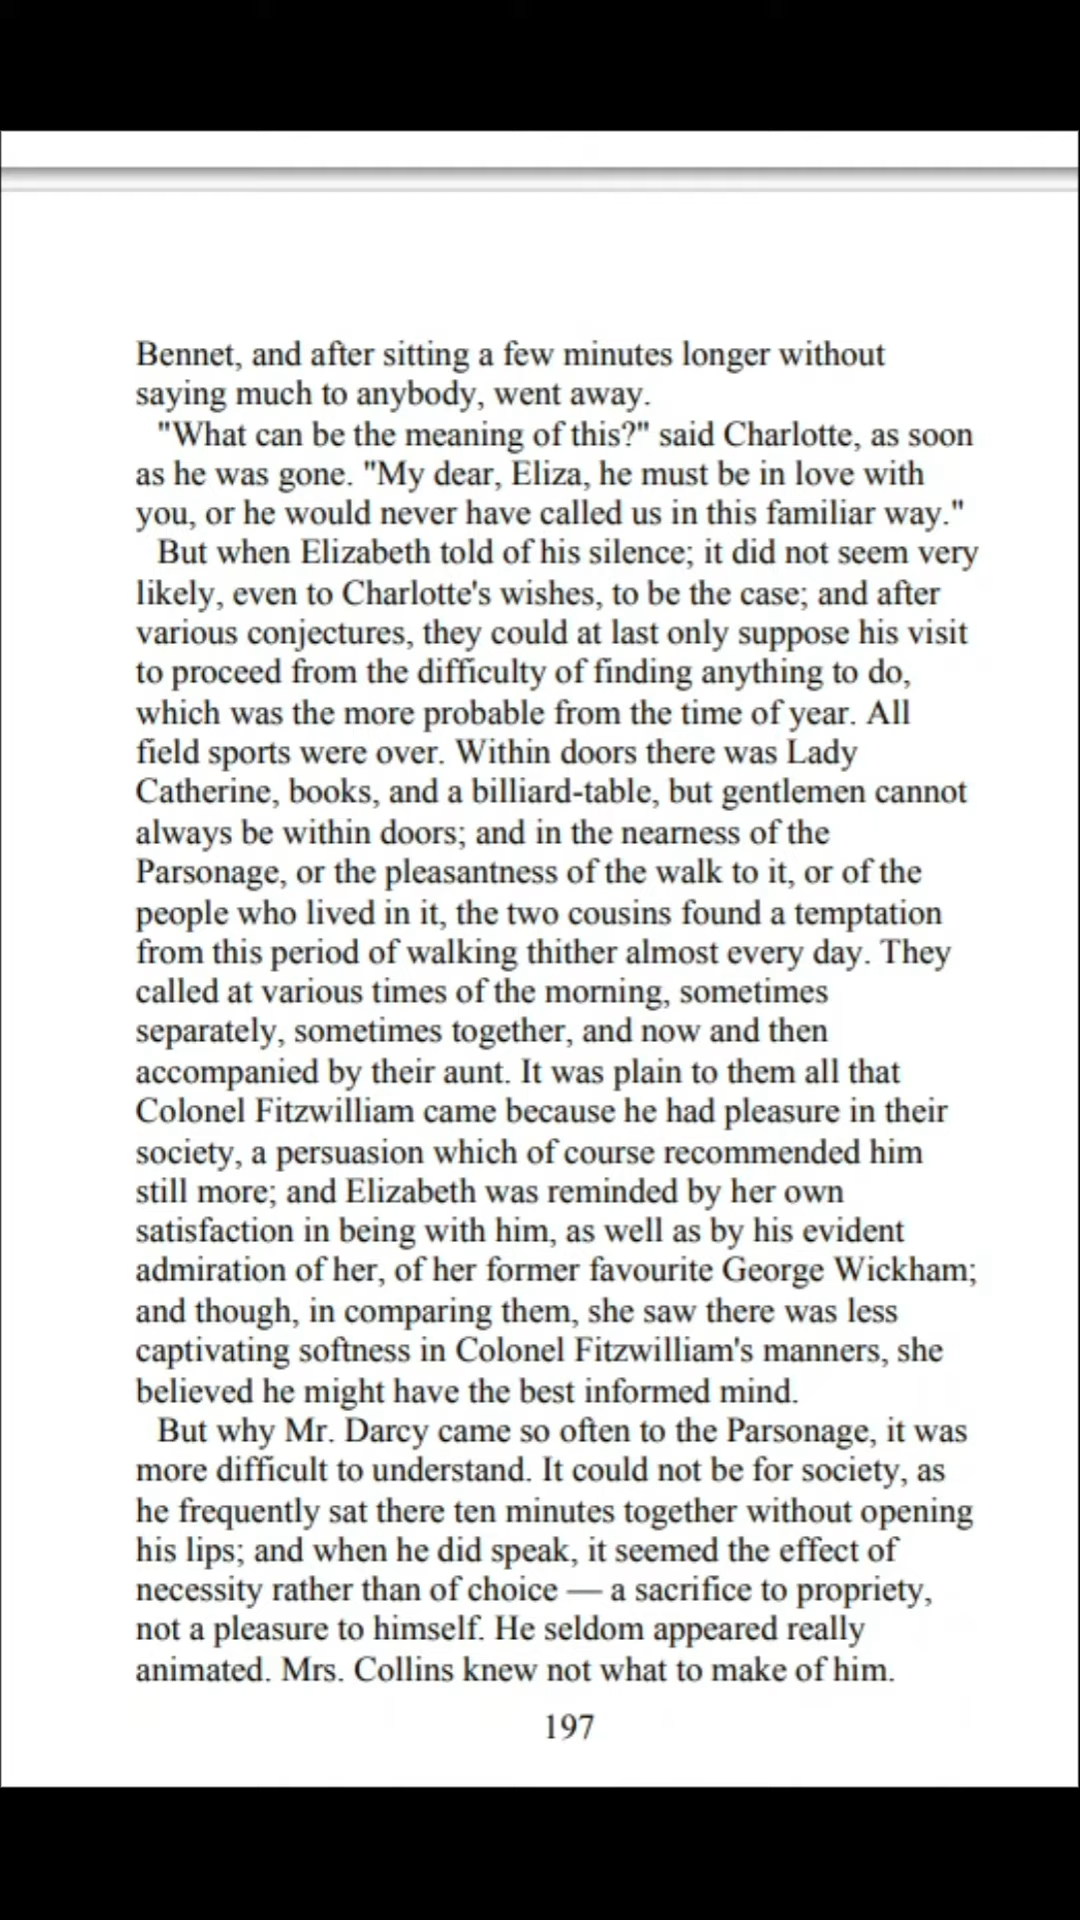 Bennet, and after sitting a few minutes longer without
saying much to anybody, went away.
"What can be the meaning of this?" said Charlotte, as soon
as he was gone. "My dear, Eliza, he must be in love with
you, or he would never have called us in this familiar way."
But when Elizabeth told of his silence; it did not seem very
likely, even to Charlotte's wishes, to be the case; and after
various conjectures, they could at last only suppose his visit
to proceed from the difficulty of finding anything to do,
which was the more probable from the time of year. All
field sports were over. Within doors there was Lady
Catherine, books, and a billiard-table, but gentlemen cannot
always be within doors; and in the nearness of the
Parsonage, or the pleasantness of the walk to it, or of the
people who lived in it, the two cousins found a temptation
from this period of walking thither almost every day. They
called at various times of the morning, sometimes
separately, sometimes together, and now and then
accompanied by their aunt. It was plain to them all that
Colonel Fitzwilliam came because he had pleasure in their
society, a persuasion which of course recommended him
still more; and Elizabeth was reminded by her own
satisfaction in being with him, as well as by his evident
admiration of her, of her former favourite George Wickham;
and though, in comparing them, she saw there was less
captivating softness in Colonel Fitzwilliam's manners, she
believed he might have the best informed mind.
But why Mr. Darcy came so often to the Parsonage, it was
more difficult to understand. It could not be for society, as
he frequently sat there ten minutes together without opening
his lips; and when he did speak, it seemed the effect of
necessity rather than of choice — a sacrifice to propriety,
not a pleasure to himself. He seldom appeared really
animated. Mrs. Collins knew not what to make of him.
197